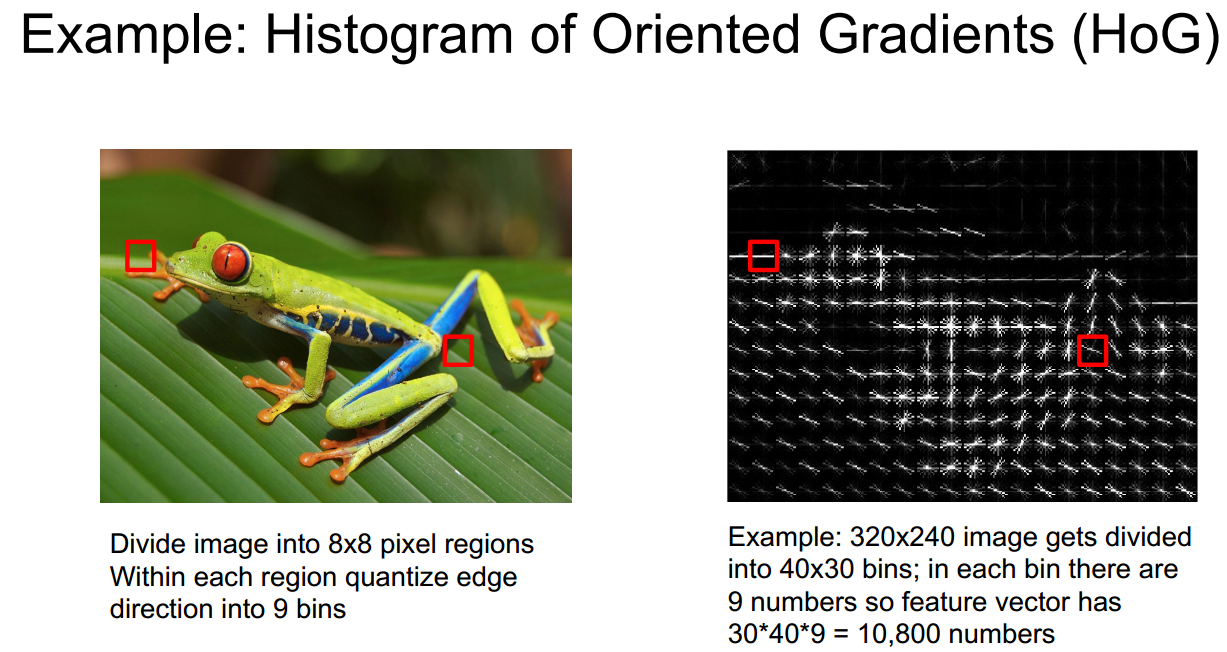 Example: Histogram of Oriented Gradients (HoG)
Divide image into 8x8 pixel regions
Within each region quantize edge
direction into 9 bins
Example: 320x240 image gets divided
into 40x30 bins; in each bin there are
9 numbers so feature vector has
30*40*9 = 10,800 numbers